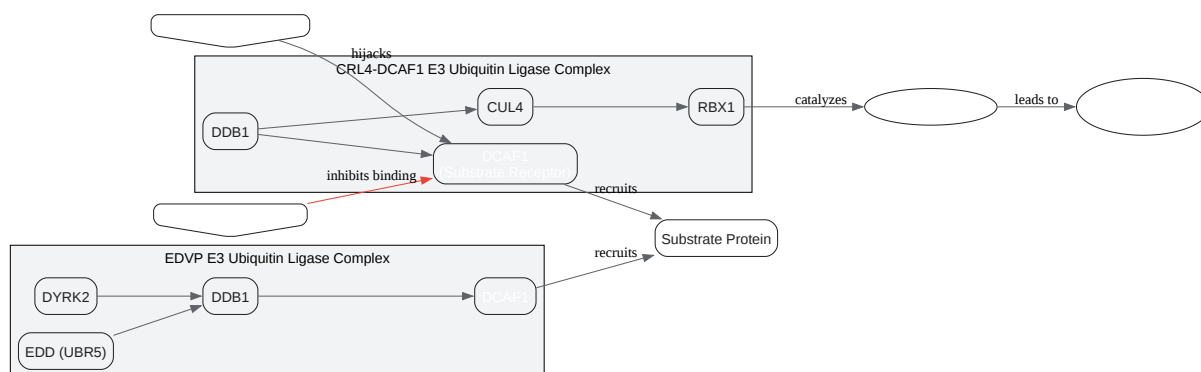 hijacks
CRL4-DCAF1 E3 Ubiquitin Ligase Complex
CUL4
RBX1
catalyzes
leads to
DDB1
DCAF1
(Substrate Receptor)
inhibits binding
recruits
Substrate Protein
EDVP E3 Ubiquitin Ligase Complex
recruits
DYRK2
DDB1
DCAF1
EDD (UBR5)